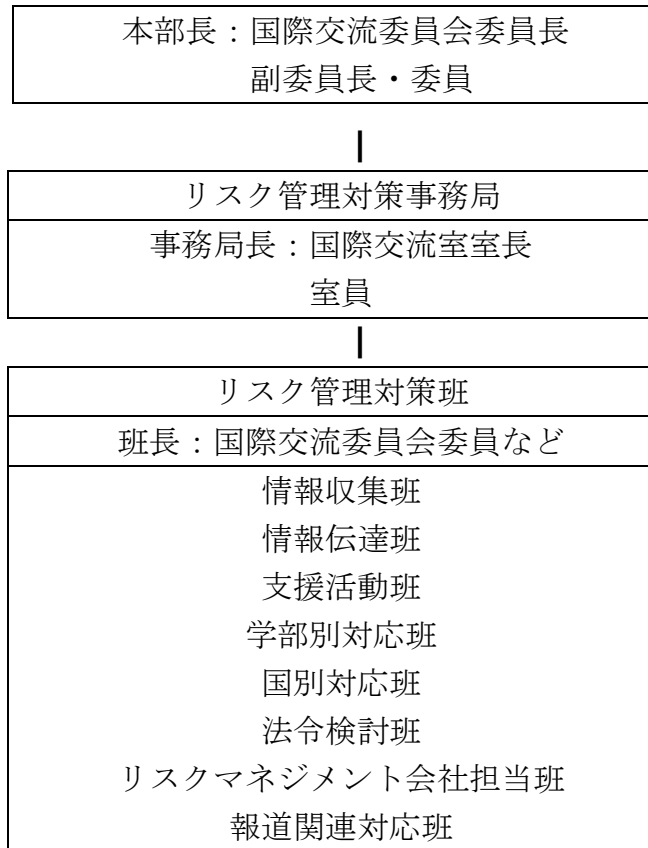 本部長：国際交流委員会委員長
副委員長・委員
リスク管理対策事務局
事務局長：国際交流室室長
室員
リスク管理対策班
班長：国際交流委員会委員など
情報収集班
情報伝達班
支援活動班
学部別対応班
国別対応班
法令検討班
リスクマネジメント会社担当班
報道関連対応班